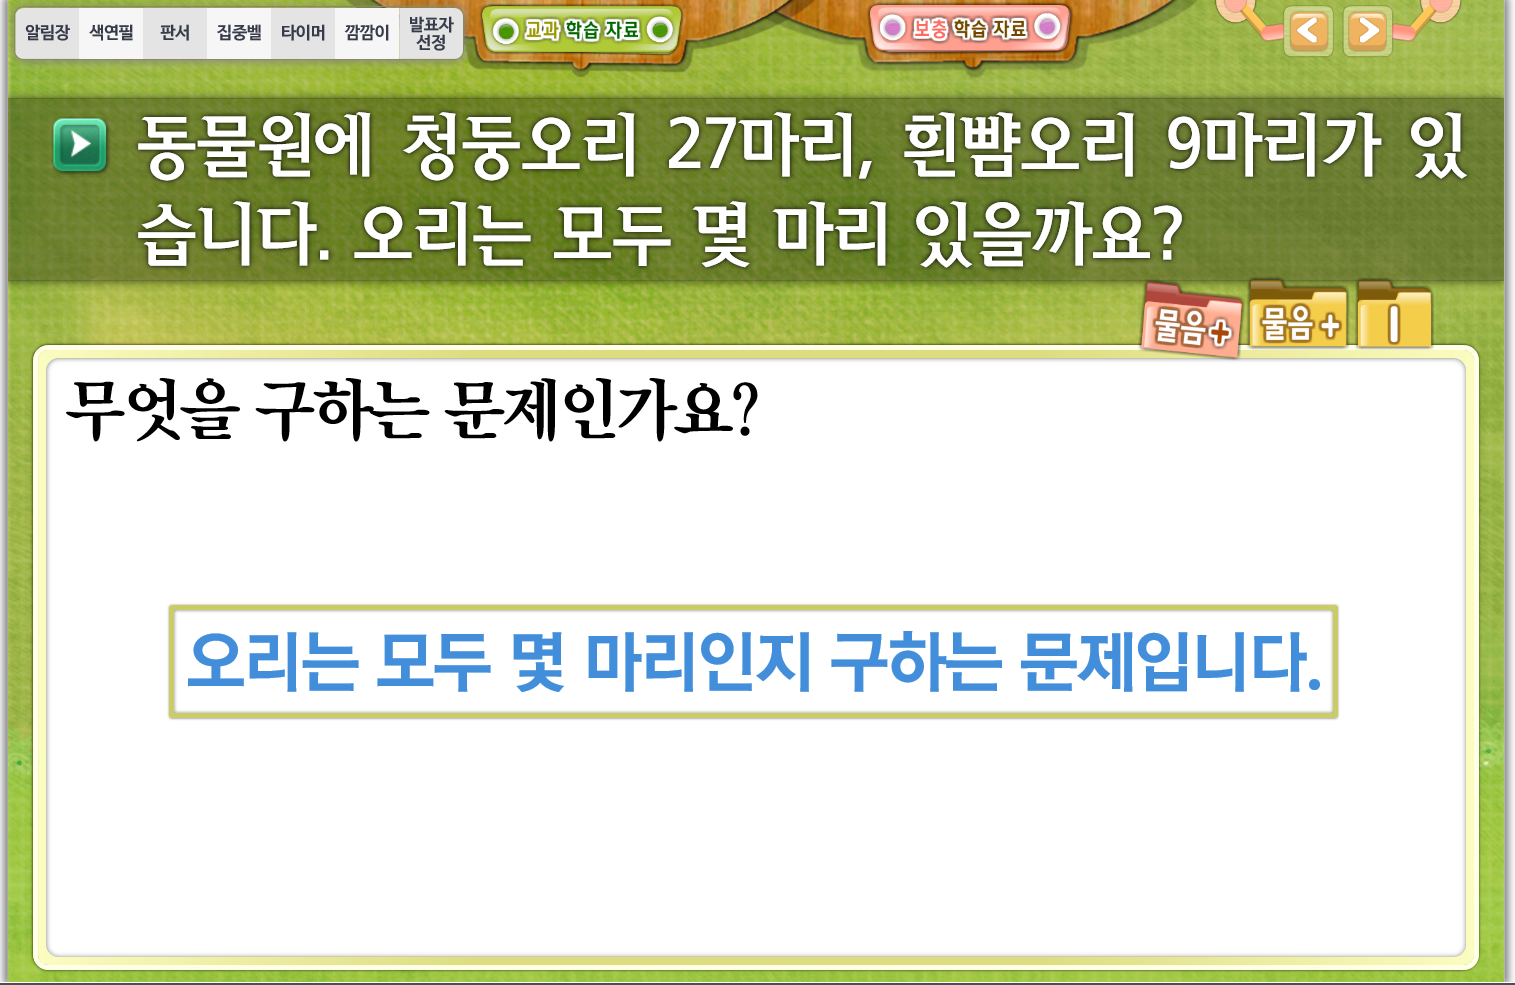 알림장 색연필 판서 집중벨 타이머 깜깜이 발표자 선정
교과 학습 자료
보충 학습 자료
동물원에 청둥오리 27마리, 흰뺨오리 9마리가 있
습니다. 오리는 모두 몇 마리 있을까요?
물음+ 물음+ 1
무엇을 구하는 문제인가요?
오리는 모두 몇 마리인지 구하는 문제입니다.